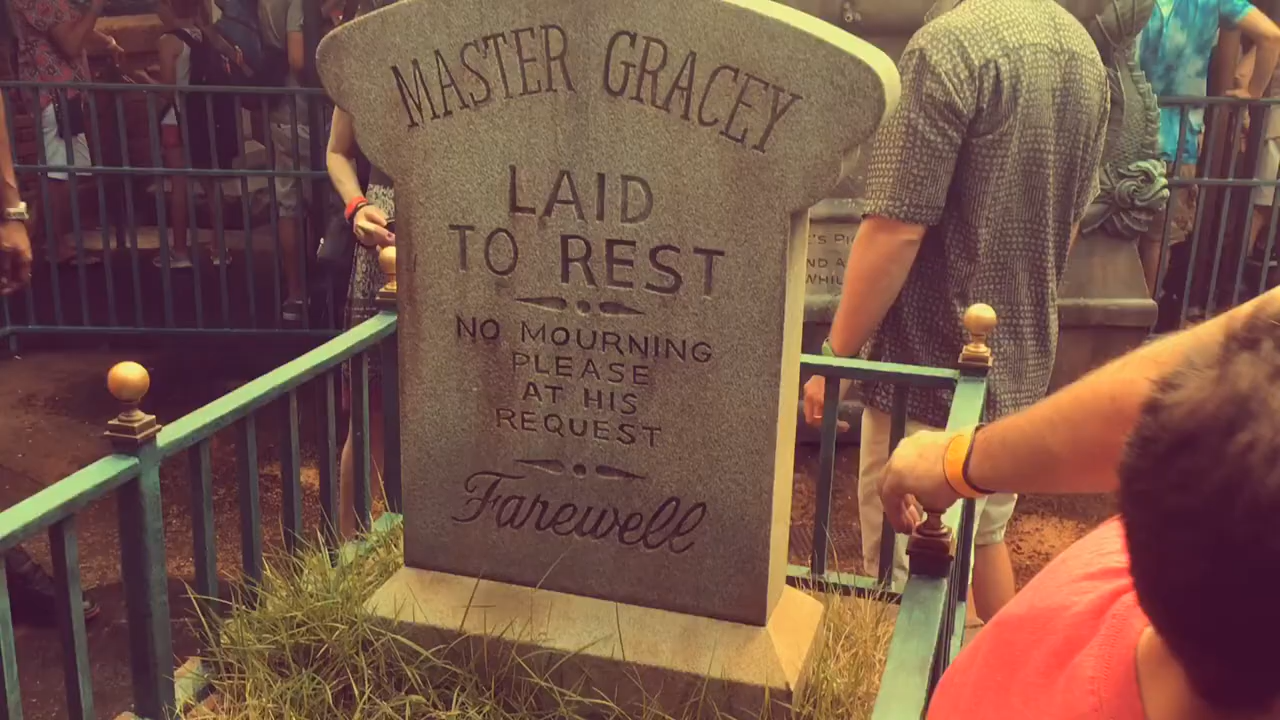 MASTER GRACEY
LAID
TO REST
NO MOURNING
PLEASE
AT HIS
REQUEST
Farewell